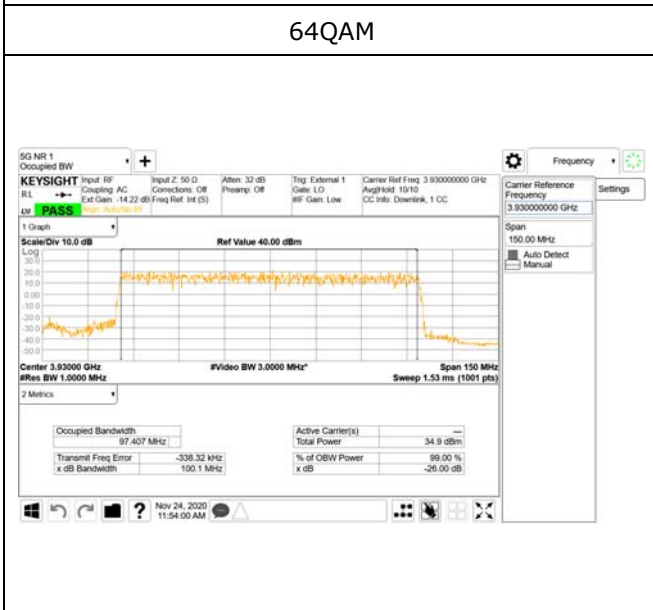 64QAM
5G NR 1
Occupied BW
+
Frequency
KEYSIGHT
Input: RF
Input Z: 50 Ω
Atten: 32 dB
Trig: External 1
Carrier Ref Freq: 3.930000000 GHz
RL
Coupling: AC
Corrections: Off
Preamp: Off
Gate: LO
Avg|Hold: 10/10
Ext Gain: -14.22 dB
Freq Ref: Int (S)
#IF Gain: Low
CC Info: Downlink, 1 CC
PASS
Align: Auto/No RF
Carrier Reference
Frequency
3.930000000 GHz
Settings
Span
150.00 MHz
Auto Detect
Manual
1 Graph
Scale/Div 10.0 dB
Ref Value 40.00 dBm
Log
30.0
20.0
10.0
0.00
-10.0
-20.0
-30.0
-40.0
-50.0
Center 3.93000 GHz
#Video BW 3.0000 MHz*
Span 150 MHz
#Res BW 1.0000 MHz
Sweep 1.53 ms (1001 pts)
2 Metrics
Occupied Bandwidth
97.407 MHz
Active Carrier(s)
---
Total Power
34.9 dBm
Transmit Freq Error
-338.32 kHz
% of OBW Power
99.00 %
x dB Bandwidth
100.1 MHz
x dB
-26.00 dB
?
Nov 24, 2020
11:54:00 AM